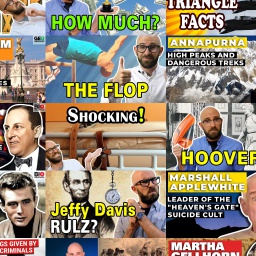 HOW MUCH?
TRIANGLE
FACTS
M
ANNAPURNA
HIGH PEAKS AND
DANGEROUS TREKS
THE FLOP
SHOCKING!
HOOVER
MARSHALL
APPLEWHITE
LEADER OF THE
"HEAVEN'S GATE"
SUICIDE CULT
Jeffy Davis
RULZ?
GS GIVEN BY
CRIMINALS
MARTHA
GELLHORN